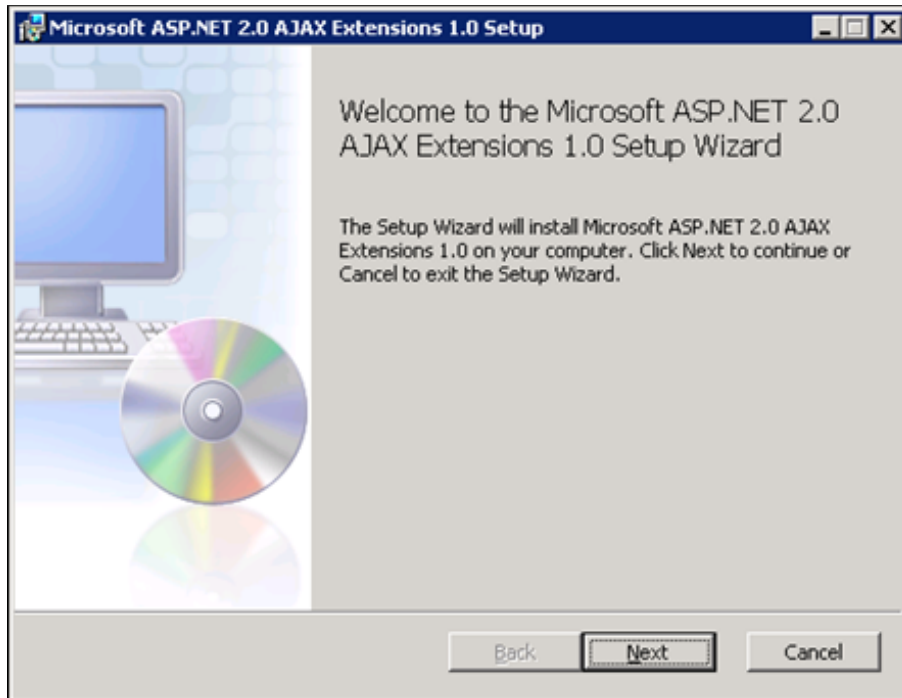 Microsoft ASP.NET 2.0 AJAX Extensions 1.0 Setup
Welcome to the Microsoft ASP.NET 2.0
AJAX Extensions 1.0 Setup Wizard
The Setup Wizard will install Microsoft ASP.NET 2.0 AJAX
Extensions 1.0 on your computer. Click Next to continue or
Cancel to exit the Setup Wizard.
Back Next Cancel